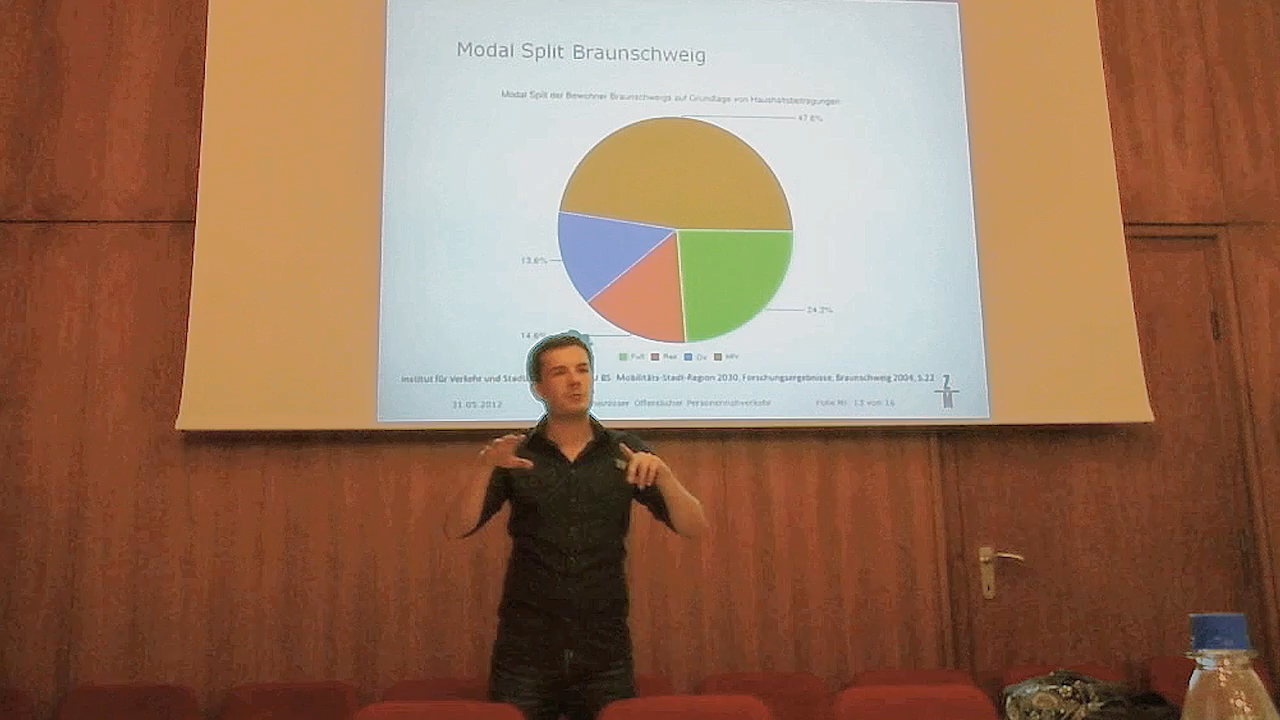 Modal Split Braunschweig
Modal Split der Bewohner Braunschweigs auf Grundlage von Haushaltsbefragungen
47.6%
13.6%
24.2%
14.6%
Fuß Rad ÖV MIV
Institut für Verkehr und BS: Mobilitäts-Stadt-Region 2030, Forschungsergebnisse, Braunschweig 2004, S.22
31.05.2012 Öffentlicher Personennahverkehr Folie Nr. 13 von 16